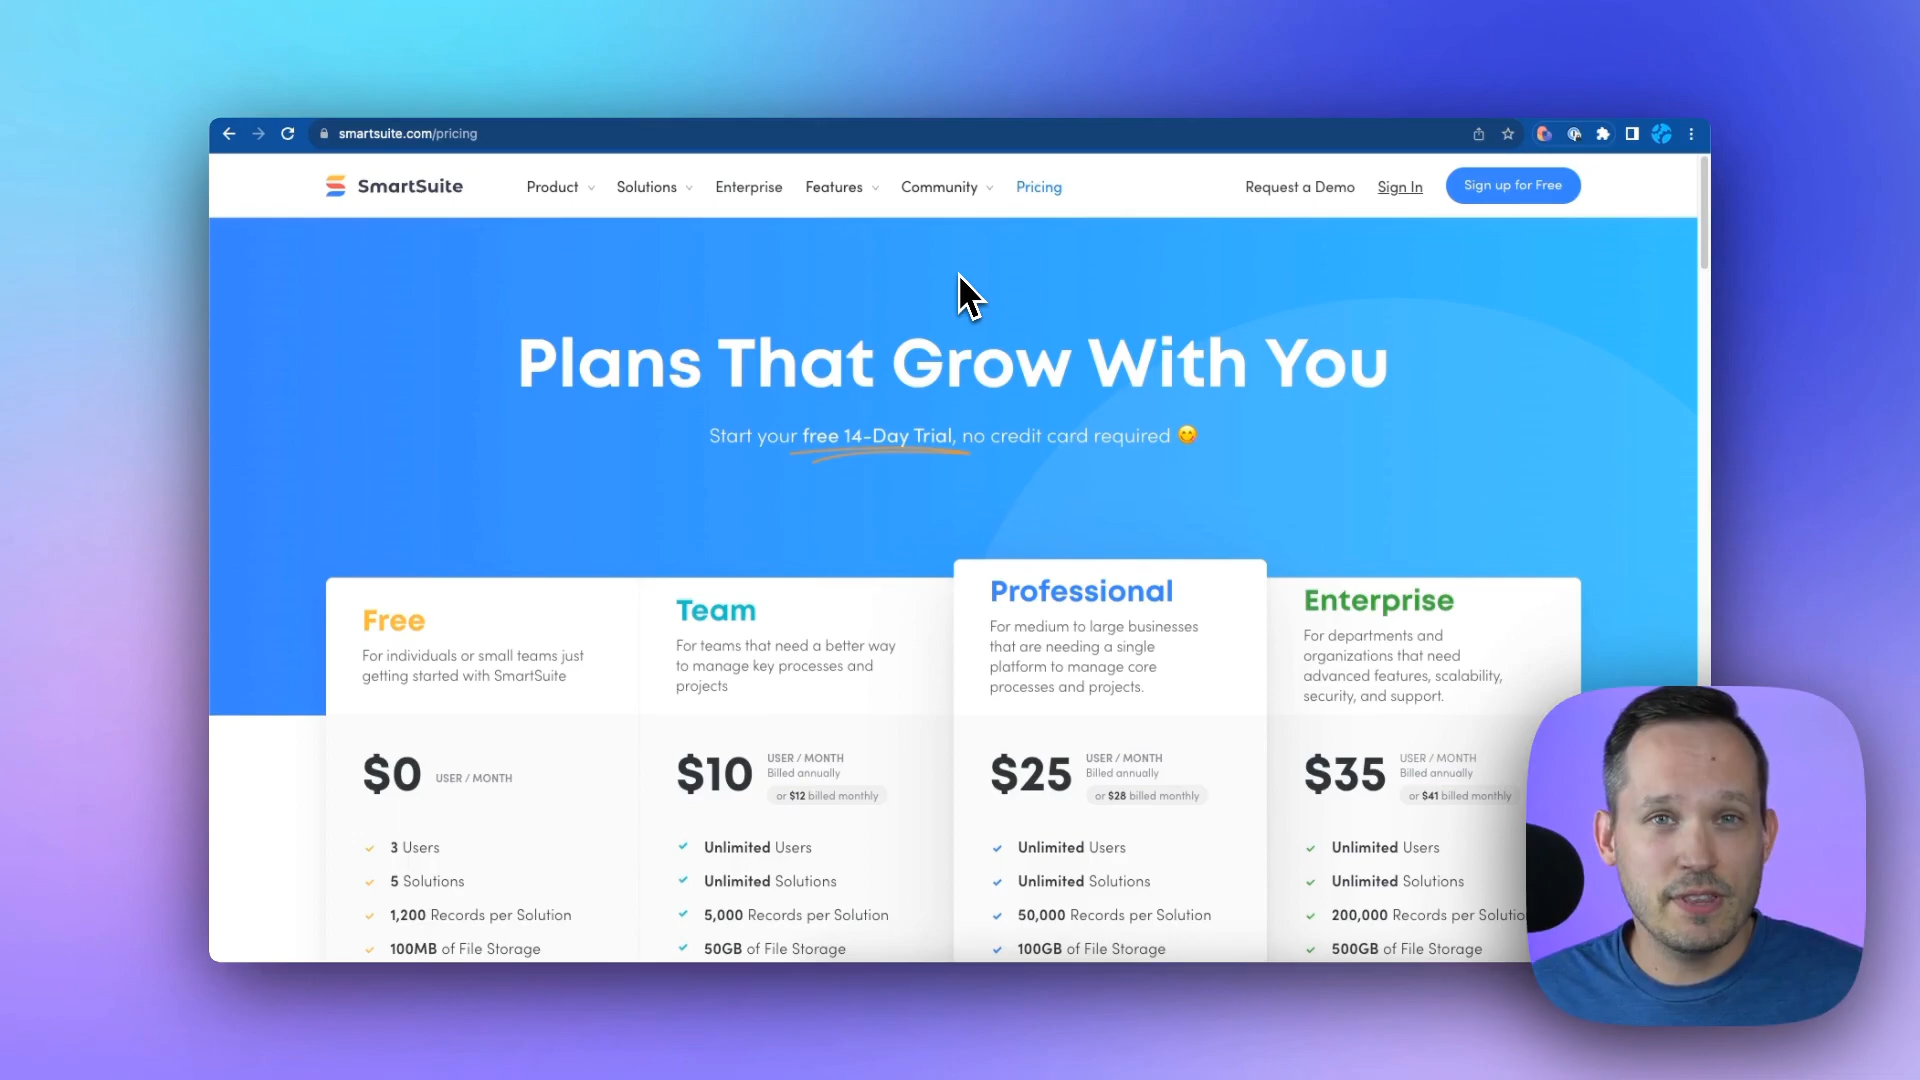 smartsuite.com/pricing
SmartSuite
Product
Solutions
Enterprise
Features
Community
Pricing
Request a Demo
Sign In
Sign up for Free
Plans That Grow With You
Start your free 14-Day Trial, no credit card required 😋
Free
For individuals or small teams just
getting started with SmartSuite
$0 USER / MONTH
3 Users
5 Solutions
1,200 Records per Solution
100MB of File Storage
Team
For teams that need a better way
to manage key processes and
projects
$10 USER / MONTH
Billed annually
or $12 billed monthly
Unlimited Users
Unlimited Solutions
5,000 Records per Solution
50GB of File Storage
Professional
For medium to large businesses
that are needing a single
platform to manage core
processes and projects.
$25 USER / MONTH
Billed annually
or $28 billed monthly
Unlimited Users
Unlimited Solutions
50,000 Records per Solution
100GB of File Storage
Enterprise
For departments and
organizations that need
advanced features, scalability,
security, and support.
$35 USER / MONTH
Billed annually
or $41 billed monthly
Unlimited Users
Unlimited Solutions
200,000 Records per Solutio
500GB of File Storage